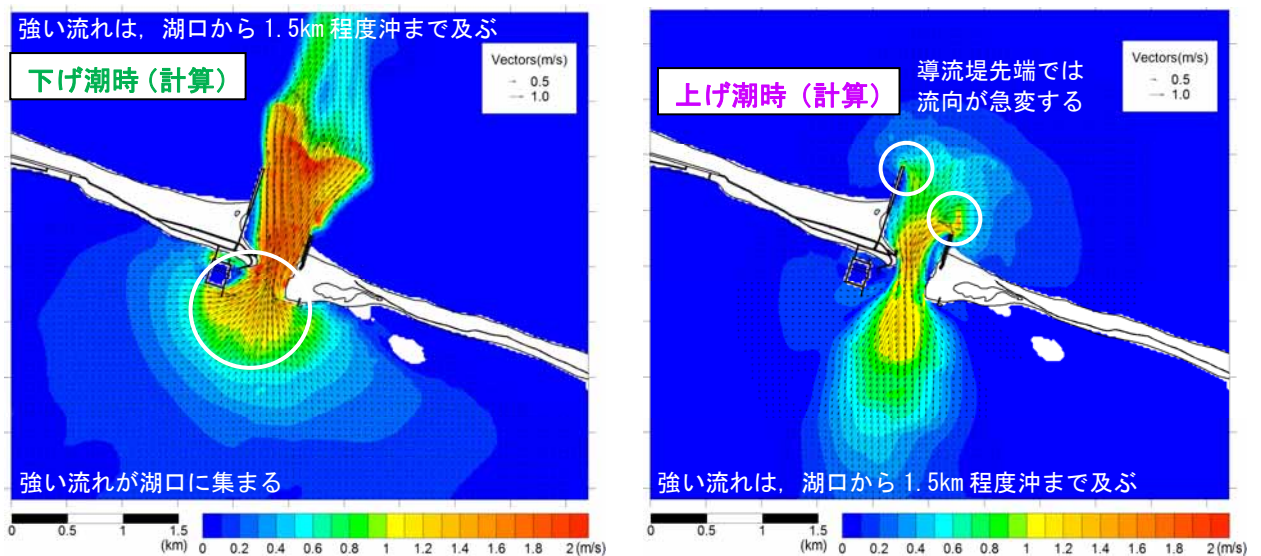 強い流れは，湖口から 1.5km 程度沖まで及ぶ
下げ潮時（計算）
Vectors(m/s)
0.5
1.0
強い流れが湖口に集まる
0 0.5 1 1.5
(km)
0 0.2 0.4 0.6 0.8 1 1.2 1.4 1.6 1.8 2(m/s)
上げ潮時（計算）
導流堤先端では
流向が急変する
Vectors(m/s)
0.5
1.0
強い流れは，湖口から 1.5km 程度沖まで及ぶ
0 0.5 1 1.5
(km)
0 0.2 0.4 0.6 0.8 1 1.2 1.4 1.6 1.8 2(m/s)